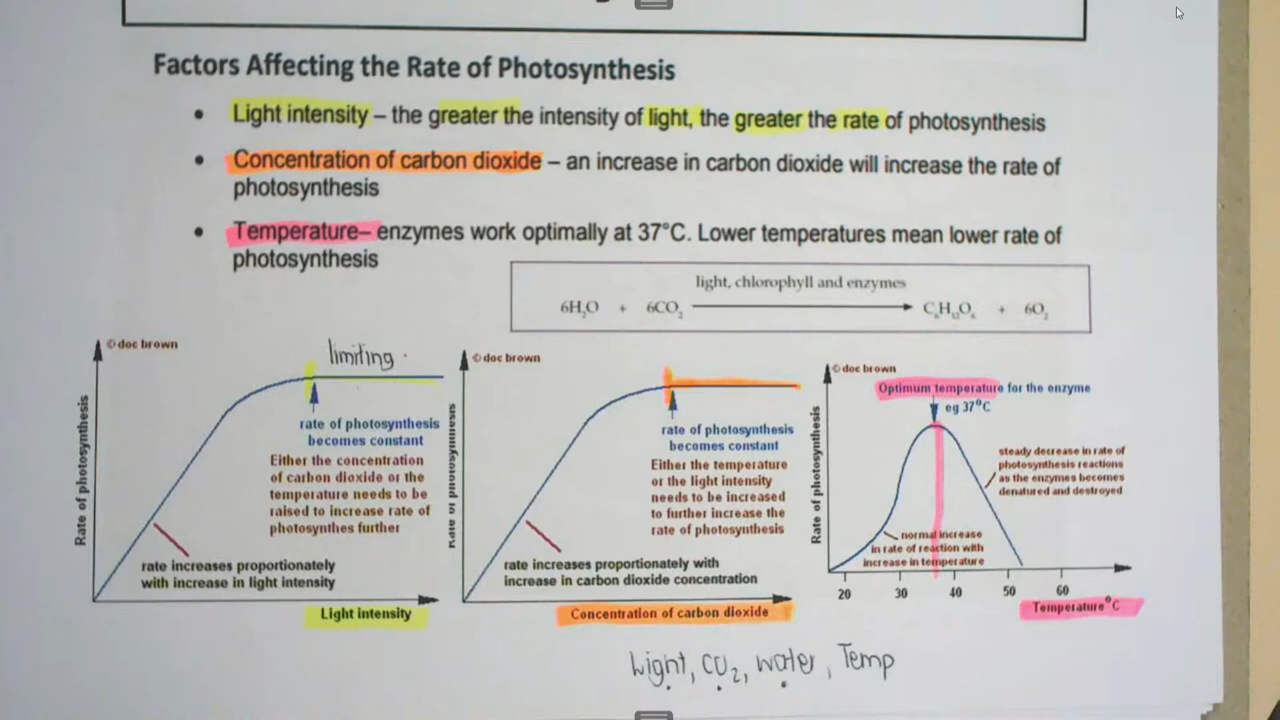 Factors Affecting the Rate of Photosynthesis
• Light intensity – the greater the intensity of light, the greater the rate of photosynthesis
• Concentration of carbon dioxide – an increase in carbon dioxide will increase the rate of
photosynthesis
• Temperature– enzymes work optimally at 37°C. Lower temperatures mean lower rate of
photosynthesis
light, chlorophyll and enzymes
6H₂O + 6CO₂ → C₆H₁₂O₆ + 6O₂
© doc brown
limiting
Rate of photosynthesis
rate of photosynthesis
becomes constant
Either the concentration
of carbon dioxide or the
temperature needs to be
raised to increase rate of
photosynthes further
rate increases proportionately
with increase in light intensity
Light intensity
© doc brown
Rate of photosynthesis
rate of photosynthesis
becomes constant
Either the temperature
or the light intensity
needs to be increased
to further increase the
rate of photosynthesis
rate increases proportionately with
increase in carbon dioxide concentration
Concentration of carbon dioxide
© doc brown
Optimum temperature for the enzyme
eg 37°C
Rate of photosynthesis
steady decrease in rate of
photosynthesis reactions
as the enzymes becomes
denatured and destroyed
normal increase
in rate of reaction with
increase in temperature
20 30 40 50 60
Temperature°C
Light, CO₂, water, Temp